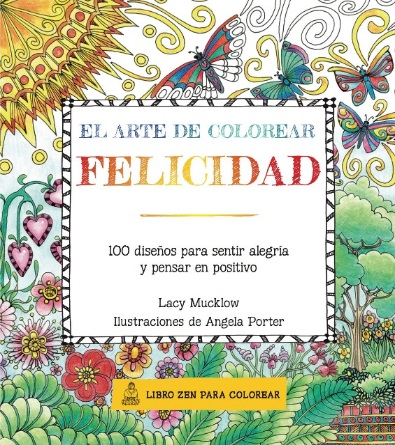 EL ARTE DE COLOREAR
FELICIDAD
100 diseños para sentir alegría
y pensar en positivo
Lacy Mucklow
Ilustraciones de Angela Porter
LIBRO ZEN PARA COLOREAR